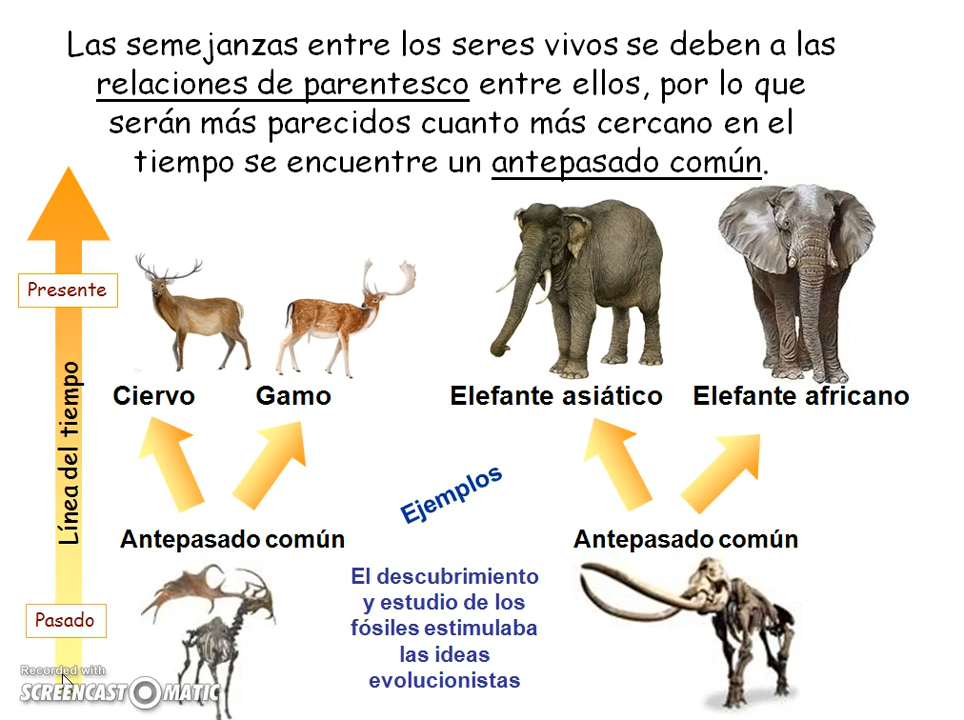 Las semejanzas entre los seres vivos se deben a las
relaciones de parentesco entre ellos, por lo que
serán más parecidos cuanto más cercano en el
tiempo se encuentre un antepasado común.
Presente
Línea del tiempo
Ciervo
Gamo
Elefante asiático
Elefante africano
Ejemplos
Antepasado común
Antepasado común
El descubrimiento
y estudio de los
fósiles estimulaba
las ideas
evolucionistas
Pasado
Recorded with
SCREENCAST O MATIC